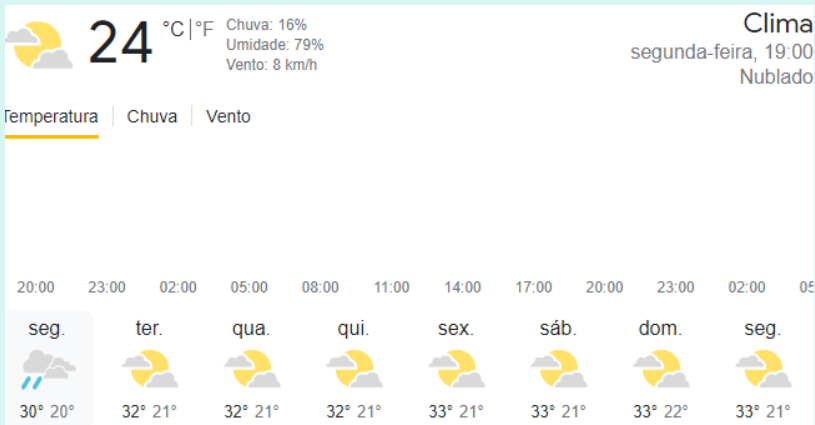 24 °C|°F
Chuva: 16%
Umidade: 79%
Vento: 8 km/h
Clima
segunda-feira, 19:00
Nublado
Temperatura Chuva Vento
20:00 23:00 02:00 05:00 08:00 11:00 14:00 17:00 20:00 23:00 02:00 05
seg. ter. qua. qui. sex. sáb. dom. seg.
30° 20° 32° 21° 32° 21° 32° 21° 33° 21° 33° 21° 33° 22° 33° 21°